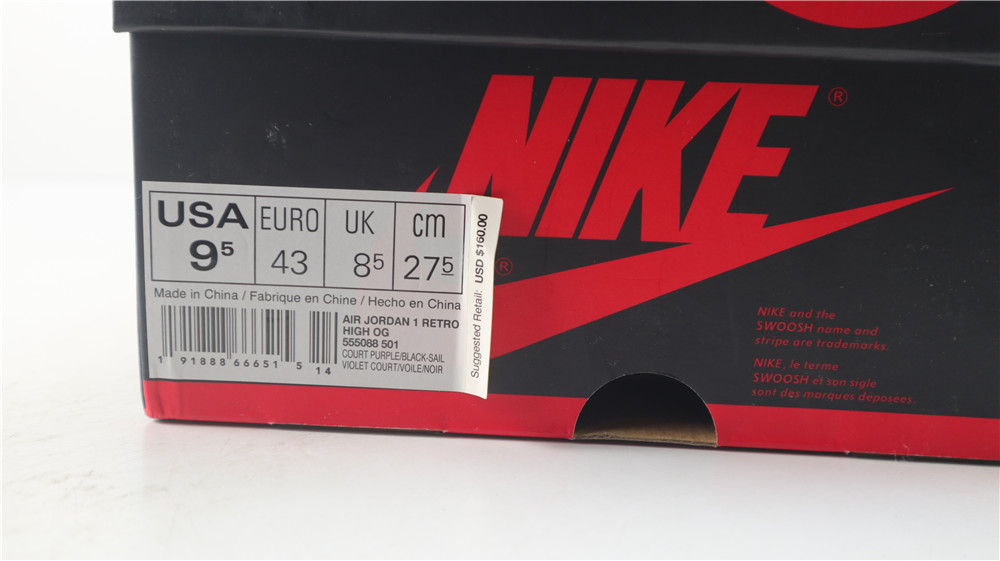 NIKE®
USA EURO UK cm
9⁵ 43 8⁵ 27⁵
®
Suggested Retail: USD $160.00
Made in China / Fabrique en Chine / Hecho en China
AIR JORDAN 1 RETRO
HIGH OG
555088 501
COURT PURPLE/BLACK-SAIL
VIOLET COURT/VOILE/NOIR
1 91888 66651 5 14
NIKE and the
SWOOSH name and
stripe are trademarks.
NIKE, le terme
SWOOSH et son sigle
sont des marques deposees.